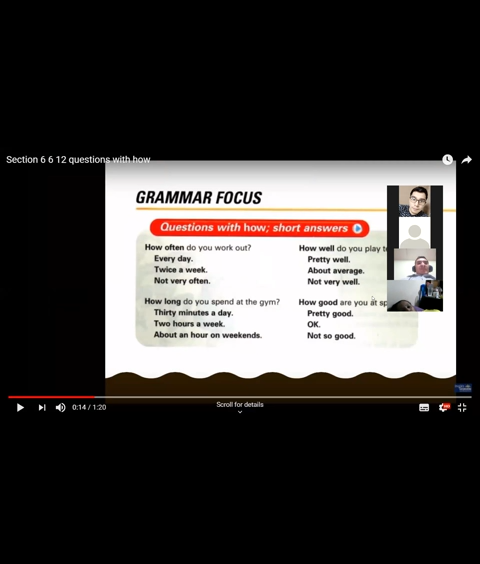 Section 6 6 12 questions with how
GRAMMAR FOCUS
Questions with how; short answers
How often do you work out?
Every day.
Twice a week.
Not very often.
How long do you spend at the gym?
Thirty minutes a day.
Two hours a week.
About an hour on weekends.
How well do you play
Pretty well.
About average.
Not very well.
How good are you at
Pretty good.
OK.
Not so good.
0:14 / 1:20
Scroll for details